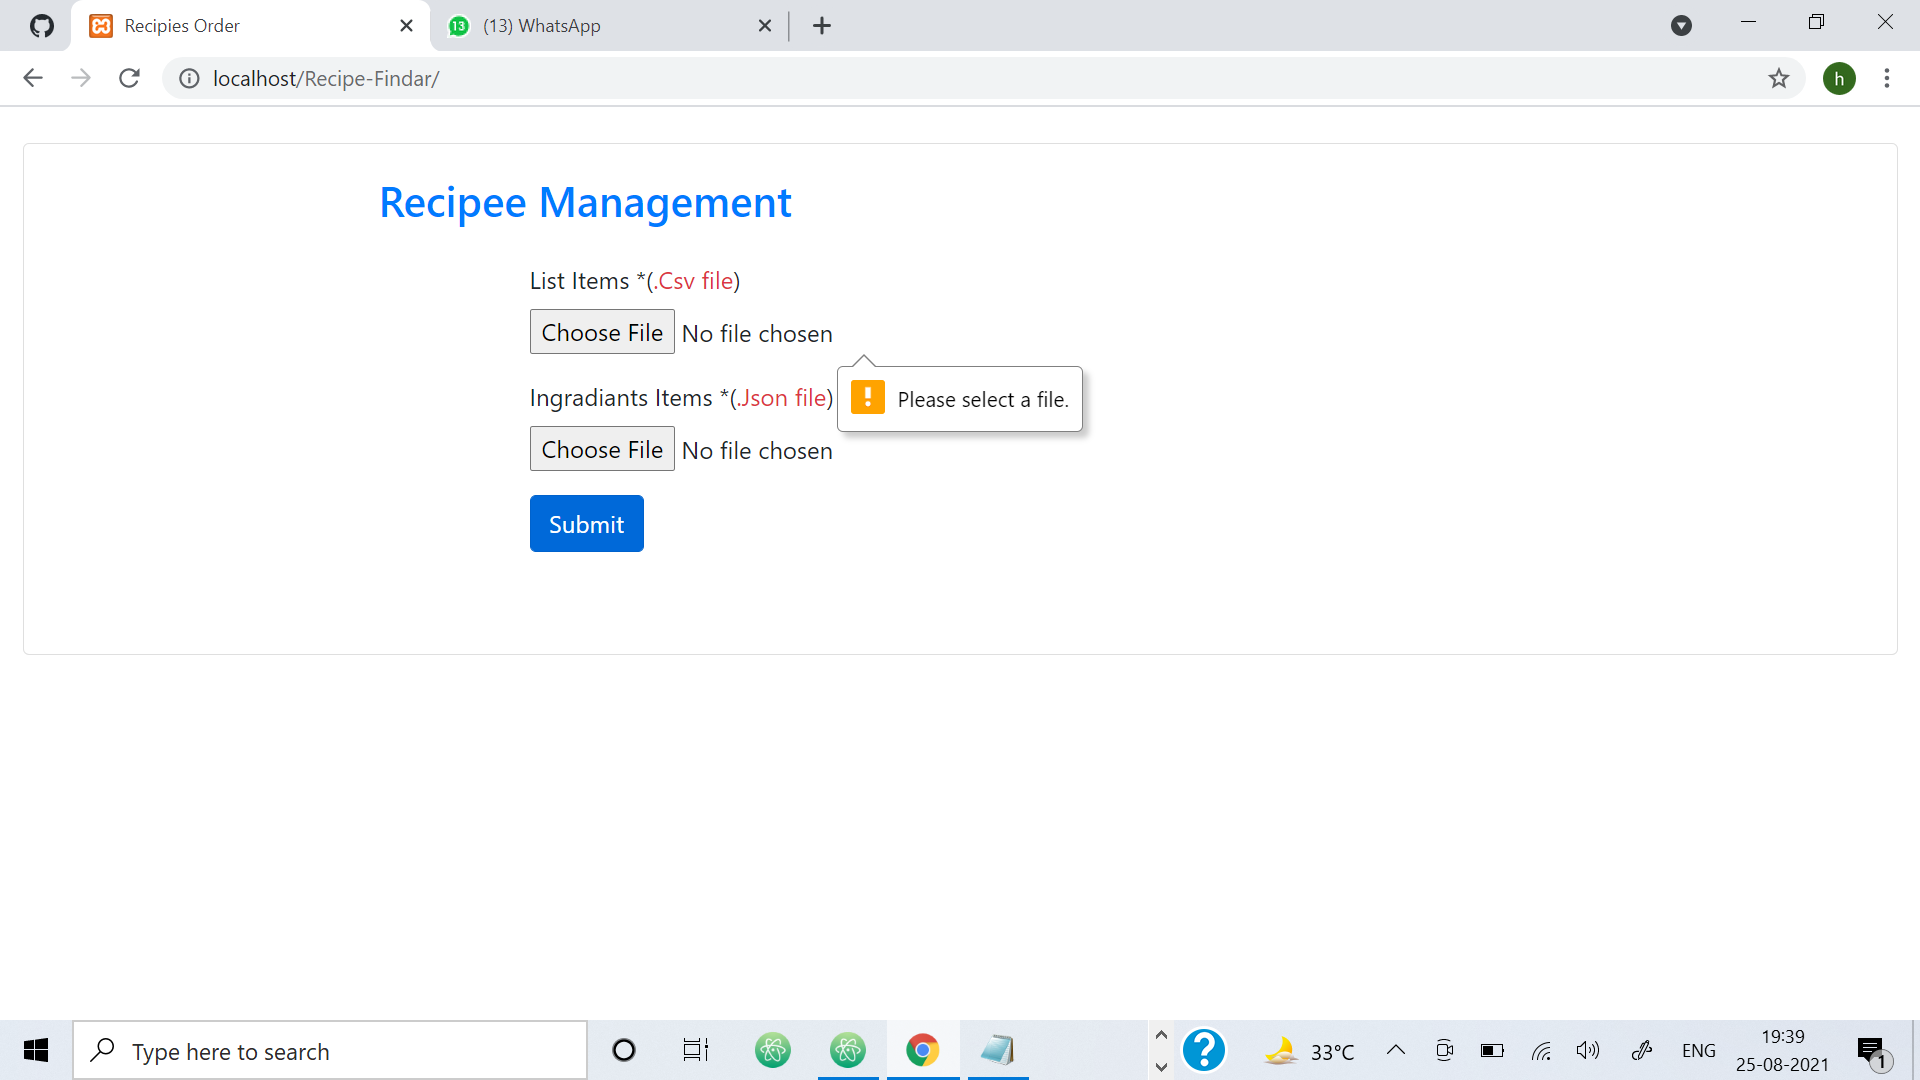 Recipies Order
13
(13) WhatsApp
localhost/Recipe-Findar/
h
Recipee Management
List Items *(.Csv file)
Choose File No file chosen
Please select a file.
Ingradiants Items *(.Json file)
Choose File No file chosen
Submit
Type here to search
33°C
ENG
19:39
25-08-2021
1